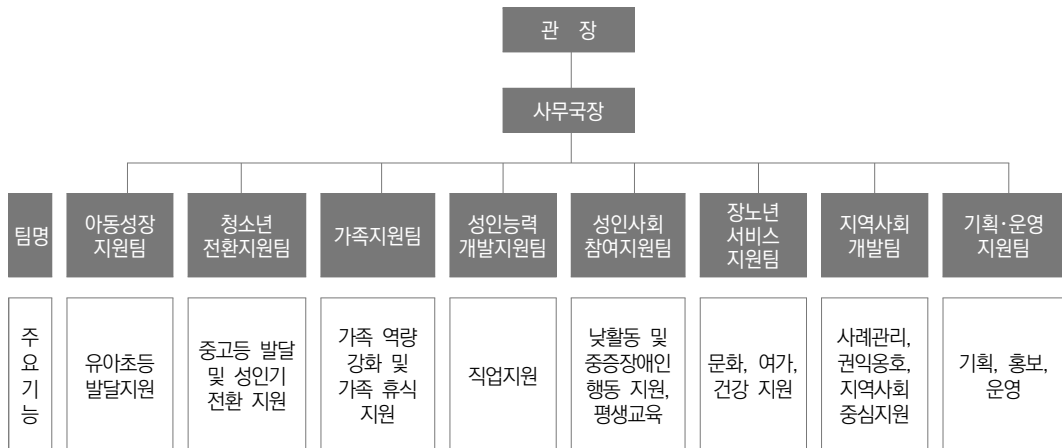 관 장
사무국장
팀명
아동성장
지원팀
청소년
전환지원팀
가족지원팀
성인능력
개발지원팀
성인사회
참여지원팀
장노년
서비스
지원팀
지역사회
개발팀
기획·운영
지원팀
주
요
기
능
유아초등
발달지원
중고등 발달
및 성인기
전환 지원
가족 역량
강화 및
가족 휴식
지원
직업지원
낮활동 및
중증장애인
행동 지원,
평생교육
문화, 여가,
건강 지원
사례관리,
권익옹호,
지역사회
중심지원
기획, 홍보,
운영